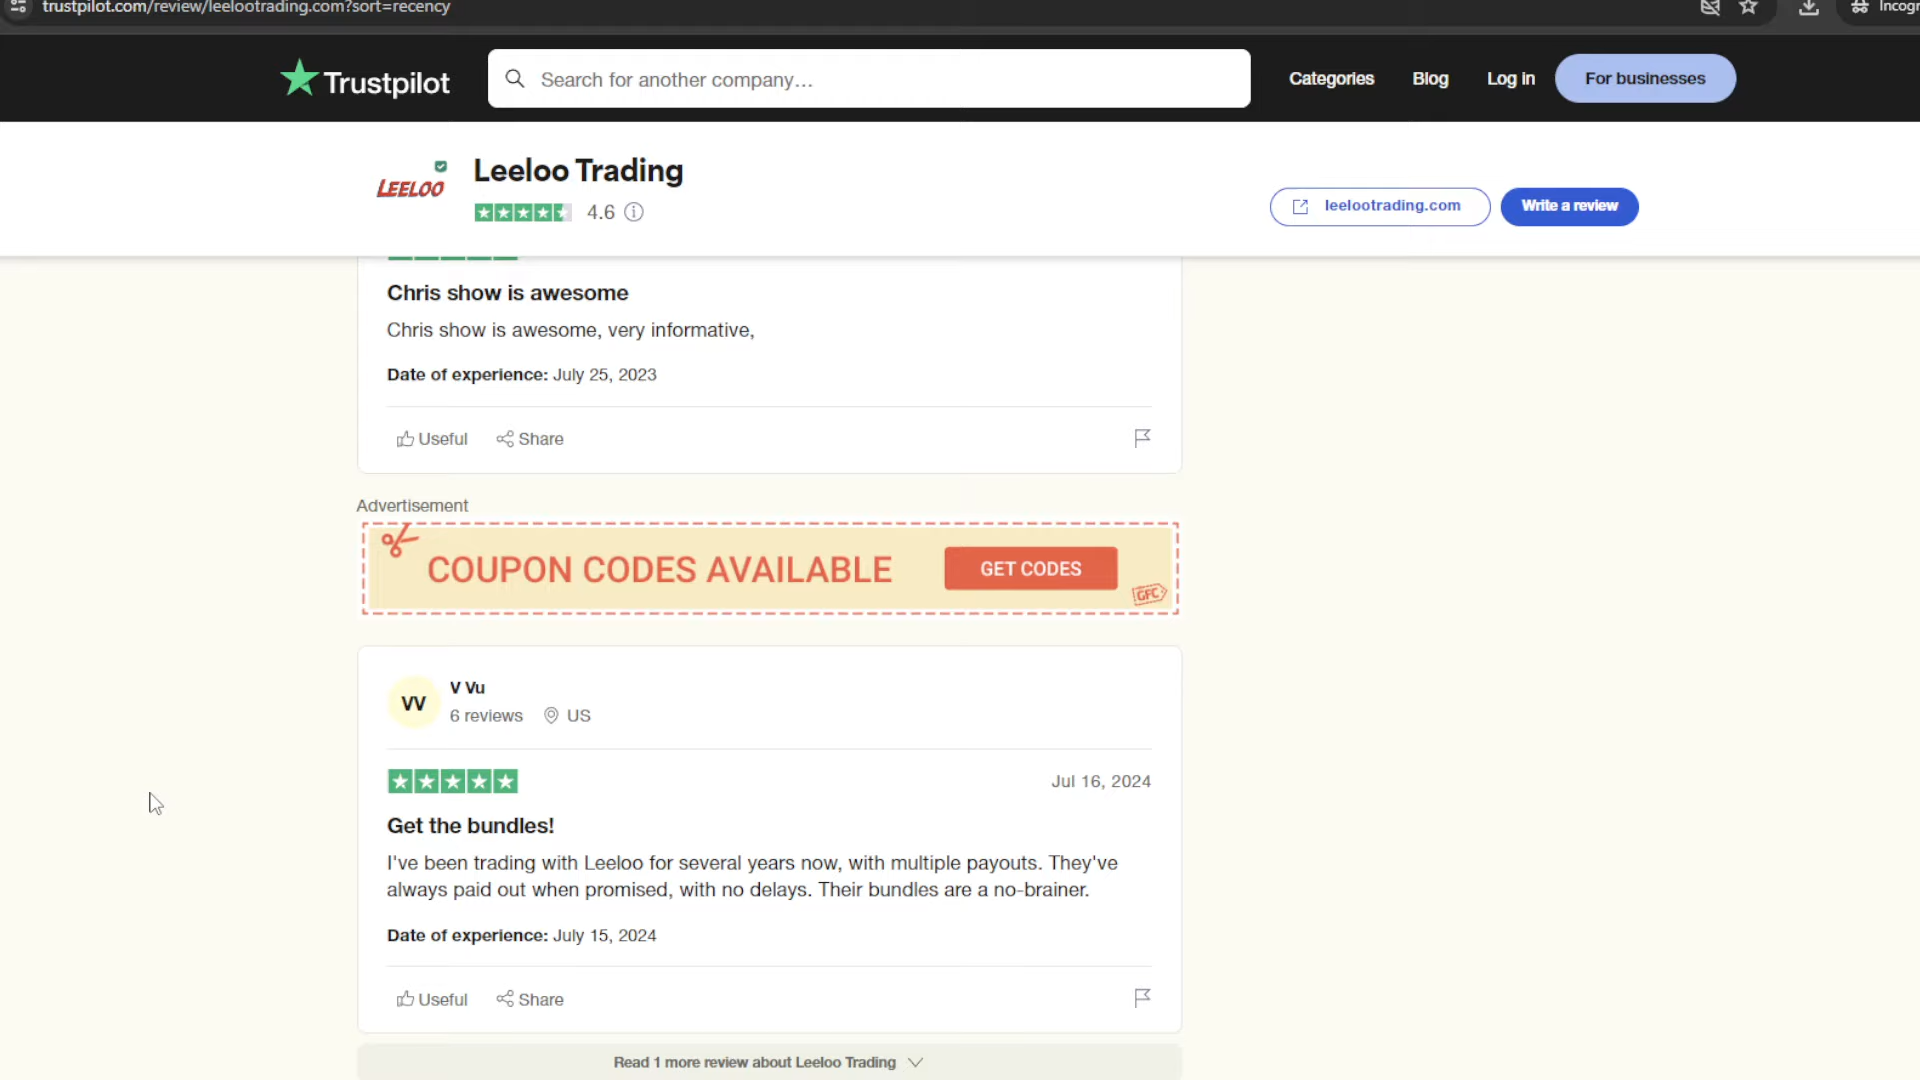 trustpilot.com/review/leelootrading.com?sort=recency
Incogn
Trustpilot
Search for another company...
Categories
Blog
Log in
For businesses
LEELOO
Leeloo Trading
4.6
leelootrading.com
Write a review
Chris show is awesome
Chris show is awesome, very informative,
Date of experience: July 25, 2023
Useful
Share
Advertisement
COUPON CODES AVAILABLE
GET CODES
GFC
VV
V Vu
6 reviews
US
Jul 16, 2024
Get the bundles!
I've been trading with Leeloo for several years now, with multiple payouts. They've
always paid out when promised, with no delays. Their bundles are a no-brainer.
Date of experience: July 15, 2024
Useful
Share
Read 1 more review about Leeloo Trading